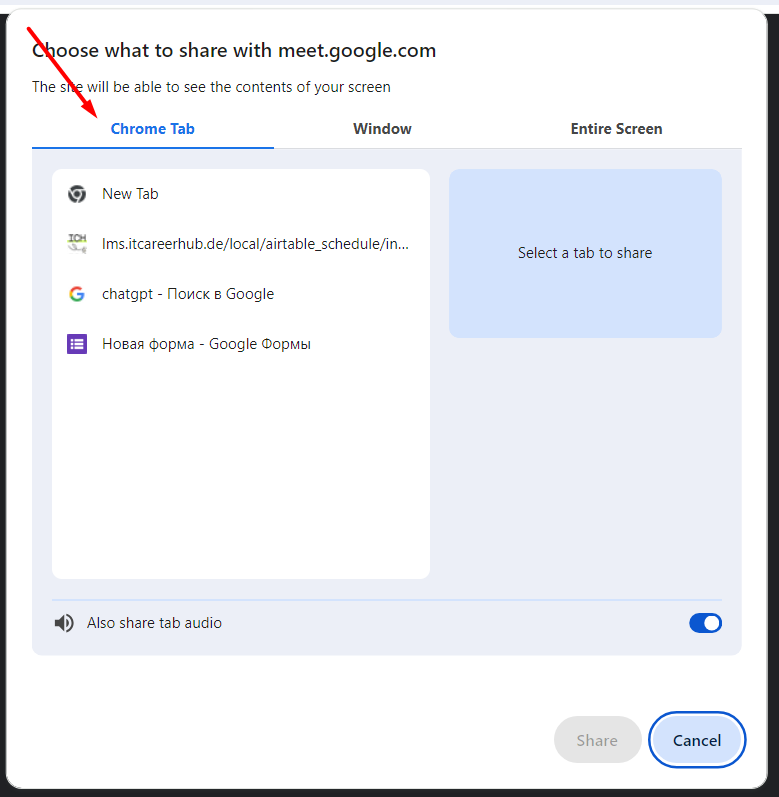 Choose what to share with meet.google.com
The site will be able to see the contents of your screen
Chrome Tab
Window
Entire Screen
New Tab
lms.itcareerhub.de/local/airtable_schedule/in...
chatgpt - Поиск в Google
Новая форма - Google Формы
Select a tab to share
Also share tab audio
Share
Cancel